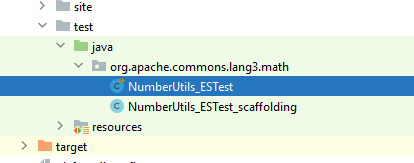 site
test
java
org.apache.commons.lang3.math
NumberUtils_ESTest
NumberUtils_ESTest_scaffolding
resources
target